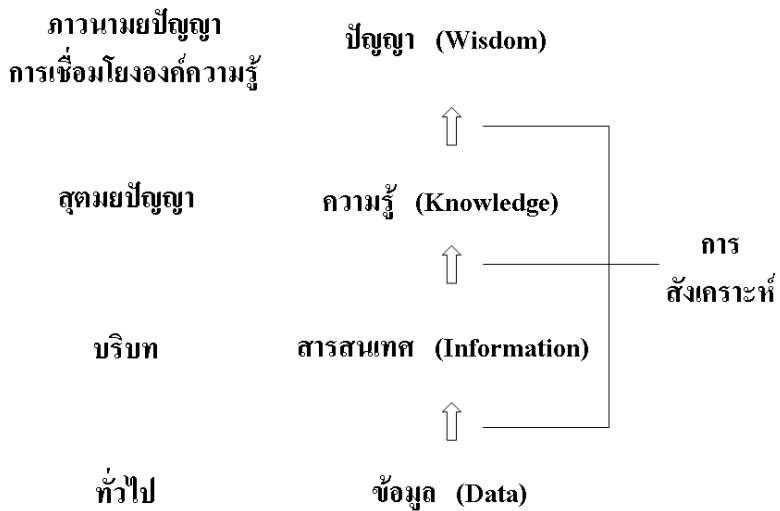 ภาวนามยปัญญา
การเชื่อมโยงองค์ความรู้
ปัญญา (Wisdom)
สุตมยปัญญา
ความรู้ (Knowledge)
การ
สังเคราะห์
บริบท
สารสนเทศ (Information)
ทั่วไป
ข้อมูล (Data)